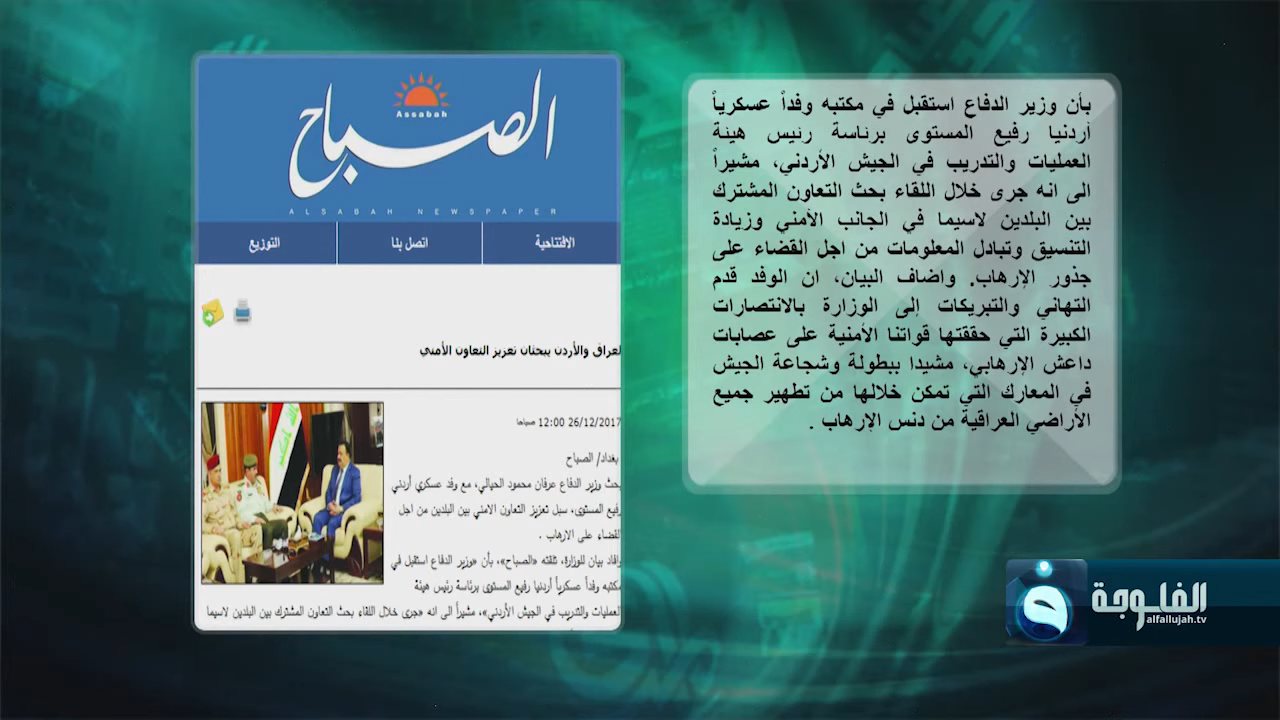 الصباح
Assabah
ALSABAH NEWSPAPER
الافتتاحية
اتصل بنا
التوزيع
لعراق والأردن يبحثان تعزيز التعاون الأمني
26/12/2017 12:00 صباحا
بغداد/ الصباح
بحث وزير الدفاع عرفان محمود الحيالي، مع وفد عسكري أردني
رفيع المستوى، سبل تعزيز التعاون الامني بين البلدين من اجل
القضاء على الارهاب .
وافاد بيان للوزارة، تلقته «الصباح»، بأن «وزير الدفاع استقبل في
مكتبه وفداً عسكرياً أردنيا رفيع المستوى برئاسة رئيس هيئة
العمليات والتدريب في الجيش الأردني»، مشيراً الى انه «جرى خلال اللقاء بحث التعاون المشترك بين البلدين لاسيما
بأن وزير الدفاع استقبل في مكتبه وفداً عسكرياً
أردنيا رفيع المستوى برئاسة رئيس هيئة
العمليات والتدريب في الجيش الأردني، مشيراً
الى انه جرى خلال اللقاء بحث التعاون المشترك
بين البلدين لاسيما في الجانب الأمني وزيادة
التنسيق وتبادل المعلومات من اجل القضاء على
جذور الإرهاب. واضاف البيان، ان الوفد قدم
التهاني والتبريكات إلى الوزارة بالانتصارات
الكبيرة التي حققتها قواتنا الأمنية على عصابات
داعش الإرهابي، مشيدا ببطولة وشجاعة الجيش
في المعارك التي تمكن خلالها من تطهير جميع
الأراضي العراقية من دنس الإرهاب .
الفلوجة
alfallujah.tv